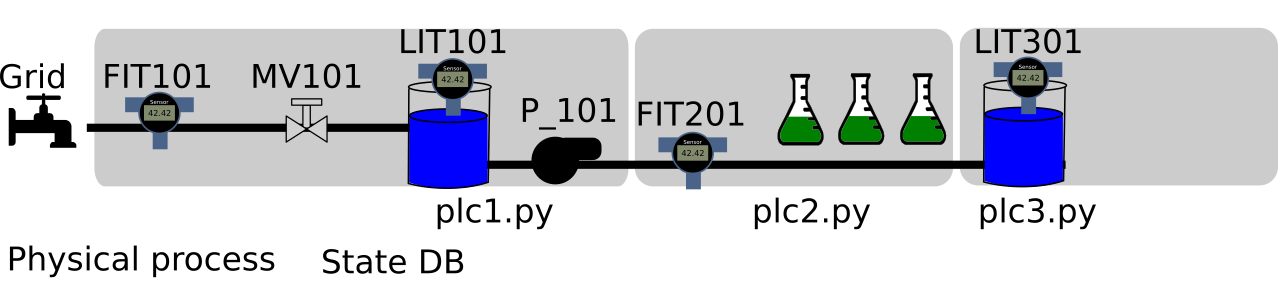 LIT101
LIT301
Grid
FIT101
MV101
Sensor
42.42
Sensor
42.42
Sensor
42.42
P_101
FIT201
Sensor
42.42
plc1.py
plc2.py
plc3.py
Physical process
State DB